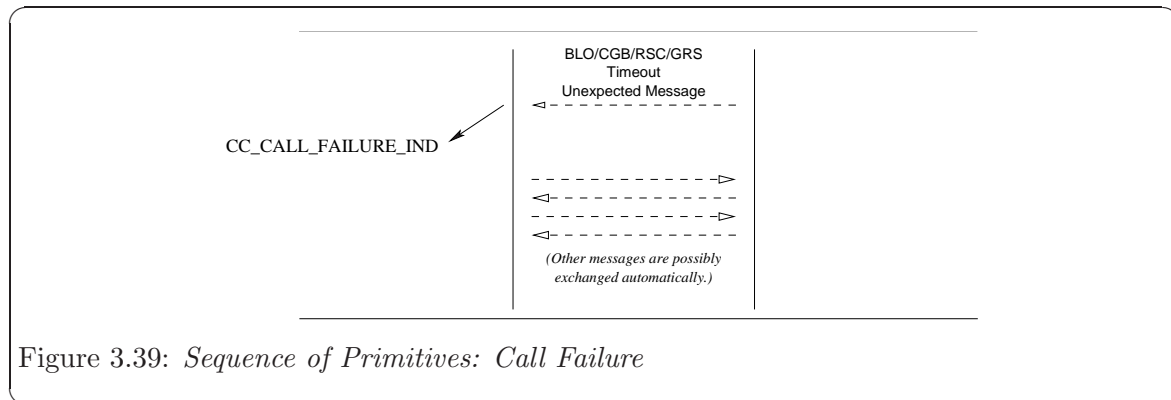 BLO/CGB/RSC/GRS
Timeout
Unexpected Message
CC_CALL_FAILURE_IND
(Other messages are possibly
exchanged automatically.)
Figure 3.39: Sequence of Primitives: Call Failure